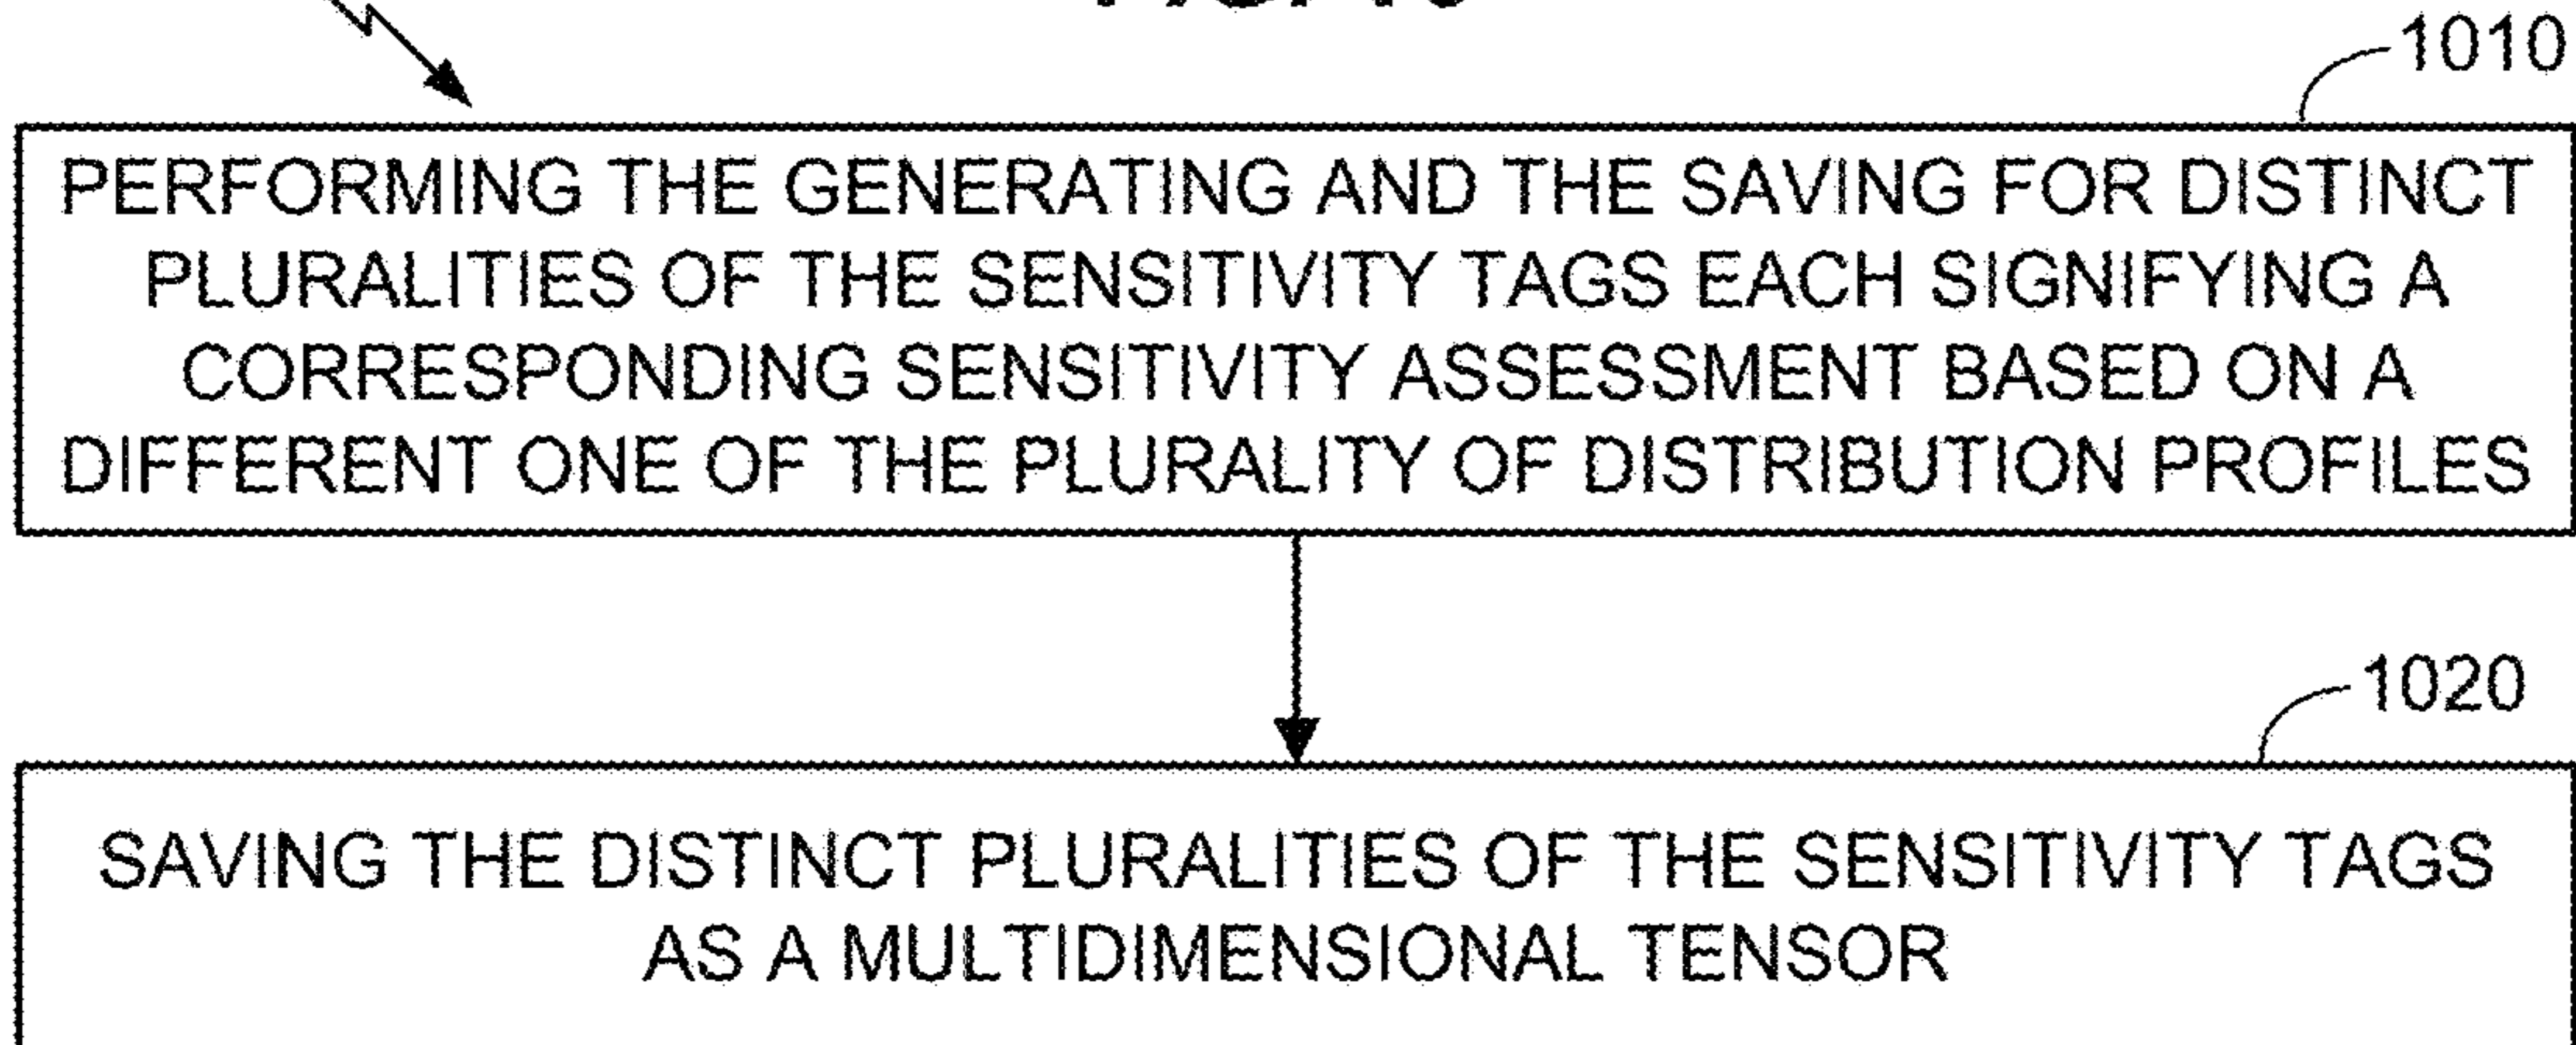 1010
PERFORMING THE GENERATING AND THE SAVING FOR DISTINCT
PLURALITIES OF THE SENSITIVITY TAGS EACH SIGNIFYING A
CORRESPONDING SENSITIVITY ASSESSMENT BASED ON A
DIFFERENT ONE OF THE PLURALITY OF DISTRIBUTION PROFILES
1020
SAVING THE DISTINCT PLURALITIES OF THE SENSITIVITY TAGS
AS A MULTIDIMENSIONAL TENSOR